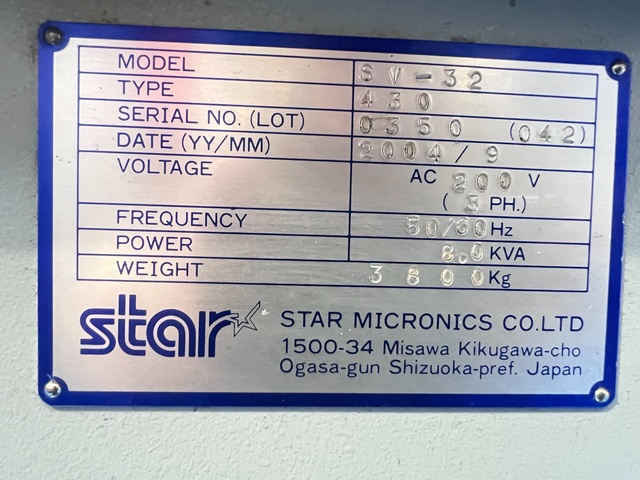 MODEL SV-32
TYPE 430
SERIAL NO. (LOT) 0350 (042)
DATE (YY/MM) 2004/9
VOLTAGE AC 200 V
(3 PH.)
FREQUENCY 50/60Hz
POWER 8.0KVA
WEIGHT 3800Kg
star STAR MICRONICS CO.LTD
1500-34 Misawa Kikugawa-cho
Ogasa-gun Shizuoka-pref. Japan